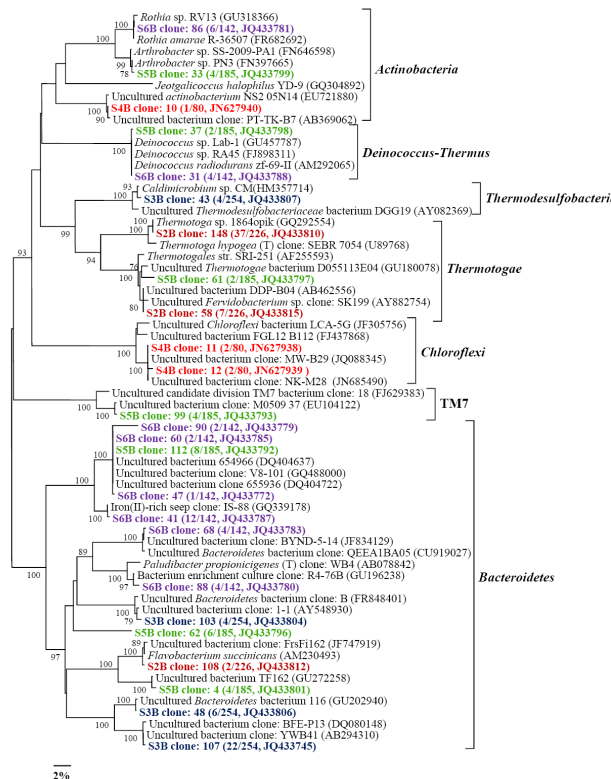 Rothia sp. RV13 (GU318366)
S6B clone: 86 (6/142, JQ433781)
Rothia amarae R-36507 (FR682692)
Arthrobacter sp. SS-2009-PA1 (FN646598)
Arthrobacter sp. PN3 (FN397665)
S5B clone: 33 (4/185, JQ433799)
Jeotgalicoccus halophilus YD-9 (GQ304892)
Uncultured actinobacterium NS2 05N14 (EU721880)
S4B clone: 10 (1/80, JN627940)
Uncultured bacterium clone: PT-TK-B7 (AB369062)
Actinobacteria
S5B clone: 37 (2/185, JQ433798)
Deinococcus sp. Lab-1 (GU457787)
Deinococcus sp. RA45 (FJ898311)
Deinococcus radiodurans zf-69-II (AM292065)
S6B clone: 31 (4/142, JQ433788)
Deinococcus-Thermus
Caldimicrobium sp. CM(HM357714)
S3B clone: 43 (4/254, JQ433807)
Uncultured Thermodesulfobacteriaceae bacterium DGG19 (AY082369)
Thermodesulfobacteri
Thermotoga sp. 1864opik (GQ292554)
S2B clone: 148 (37/226, JQ433810)
Thermotoga hypogea (T) clone: SEBR 7054 (U89768)
Thermotogales str. SRI-251 (AF255593)
Uncultured Thermotogae bacterium D055113E04 (GU180078)
S5B clone: 61 (2/185, JQ433797)
Uncultured bacterium DDP-B04 (AB462556)
Uncultured Fervidobacterium sp. clone: SK199 (AY882754)
S2B clone: 58 (7/226, JQ433815)
Thermotogae
Uncultured Chloroflexi bacterium LCA-5G (JF305756)
Uncultured bacterium FGL12 B112 (FJ437868)
S4B clone: 11 (2/80, JN627938)
Uncultured bacterium clone: MW-B29 (JQ088345)
S4B clone: 12 (2/80, JN627939 )
Uncultured bacterium clone: NK-M28 (JN685490)
Chloroflexi
Uncultured candidate division TM7 bacterium clone: 18 (FJ629383)
Uncultured bacterium clone: M0509 37 (EU104122)
S5B clone: 99 (4/185, JQ433793)
TM7
S6B clone: 90 (2/142, JQ433779)
S6B clone: 60 (2/142, JQ433785)
S5B clone: 112 (8/185, JQ433792)
Uncultured bacterium 654966 (DQ404637)
Uncultured bacterium clone: V8-101 (GQ488000)
Uncultured bacterium clone 655936 (DQ404722)
S6B clone: 47 (1/142, JQ433772)
Iron(II)-rich seep clone: IS-88 (GQ339178)
S6B clone: 41 (12/142, JQ433787)
S6B clone: 68 (4/142, JQ433783)
Uncultured bacterium clone: BYND-5-14 (JF834129)
Uncultured Bacteroidetes bacterium clone: QEEA1BA05 (CU919027)
Paludibacter propionicigenes (T) clone: WB4 (AB078842)
Bacterium enrichment culture clone: R4-76B (GU196238)
S6B clone: 88 (4/142, JQ433780)
Uncultured Bacteroidetes bacterium clone: B (FR848401)
Uncultured bacterium clone: 1-1 (AY548930)
S3B clone: 103 (4/254, JQ433804)
S5B clone: 62 (6/185, JQ433796)
Uncultured bacterium clone: FrsFi162 (JF747919)
Flavobacterium succinicans (AM230493)
S2B clone: 108 (2/226, JQ433812)
Uncultured bacterium TF162 (GU272258)
S5B clone: 4 (4/185, JQ433801)
Uncultured Bacteroidetes bacterium 116 (GU202940)
S3B clone: 48 (6/254, JQ433806)
Uncultured bacterium clone: BFE-P13 (DQ080148)
Uncultured bacterium clone: YWB41 (AB294310)
S3B clone: 107 (22/254, JQ433745)
Bacteroidetes
100
100
99
78
100
90
100
93
100
99
100
94
76
100
80
93
100
100
100
100
100
100
100
100
89
100
97
100
79
89
100
100
100
97
100
100
2%